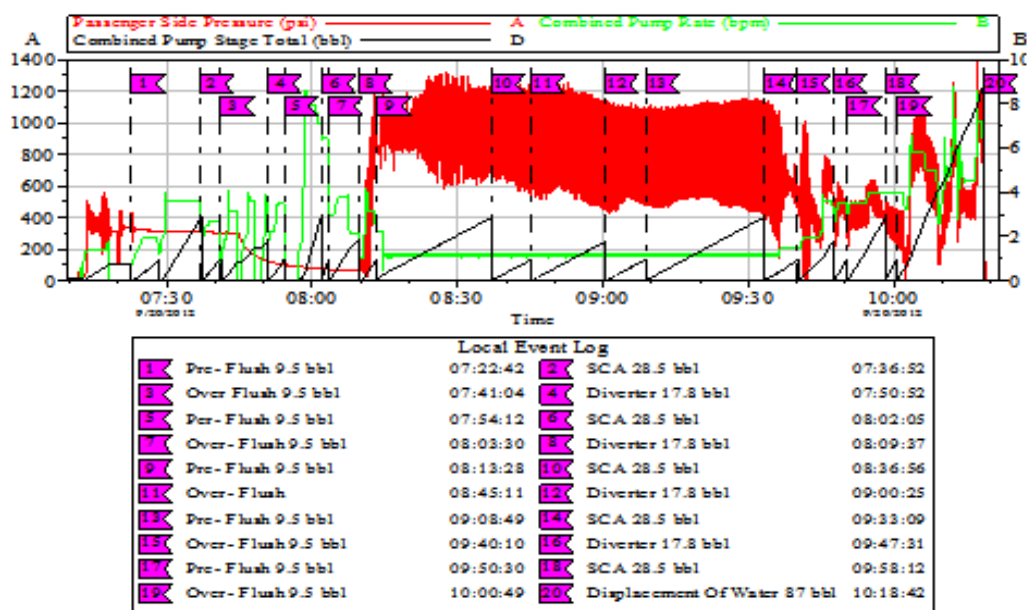 Passenger Side Pressure (psi) A Combined Pump Rate (bpm) B
Combined Pump Stage Total (bbl) D
A B
1400 10
1200 8
1000
800 6
600 4
400
200 2
0 0
1 2 4 6 8 10 11 12 13 14 15 16 18 20
3 5 7 9 17 19
07:30 08:00 08:30 09:00 09:30 10:00
9/20/2012 9/20/2012
Time
Local Event Log
1 Pre-Flush 9.5 bbl 07:22:42 2 SCA 28.5 bbl 07:36:52
3 Over Flush 9.5 bbl 07:41:04 4 Diverter 17.8 bbl 07:50:52
5 Per-Flush 9.5 bbl 07:54:12 6 SCA 28.5 bbl 08:02:05
7 Over-Flush 9.5 bbl 08:03:30 8 Diverter 17.8 bbl 08:09:37
9 Pre-Flush 9.5 bbl 08:13:28 10 SCA 28.5 bbl 08:36:56
11 Over-Flush 08:45:11 12 Diverter 17.8 bbl 09:00:25
13 Pre-Flush 9.5 bbl 09:08:49 14 SCA 28.5 bbl 09:33:09
15 Over-Flush 9.5 bbl 09:40:10 16 Diverter 17.8 bbl 09:47:31
17 Pre-Flush 9.5 bbl 09:50:30 18 SCA 28.5 bbl 09:58:12
19 Over-Flush 9.5 bbl 10:00:49 20 Displacement Of Water 87 bbl 10:18:42